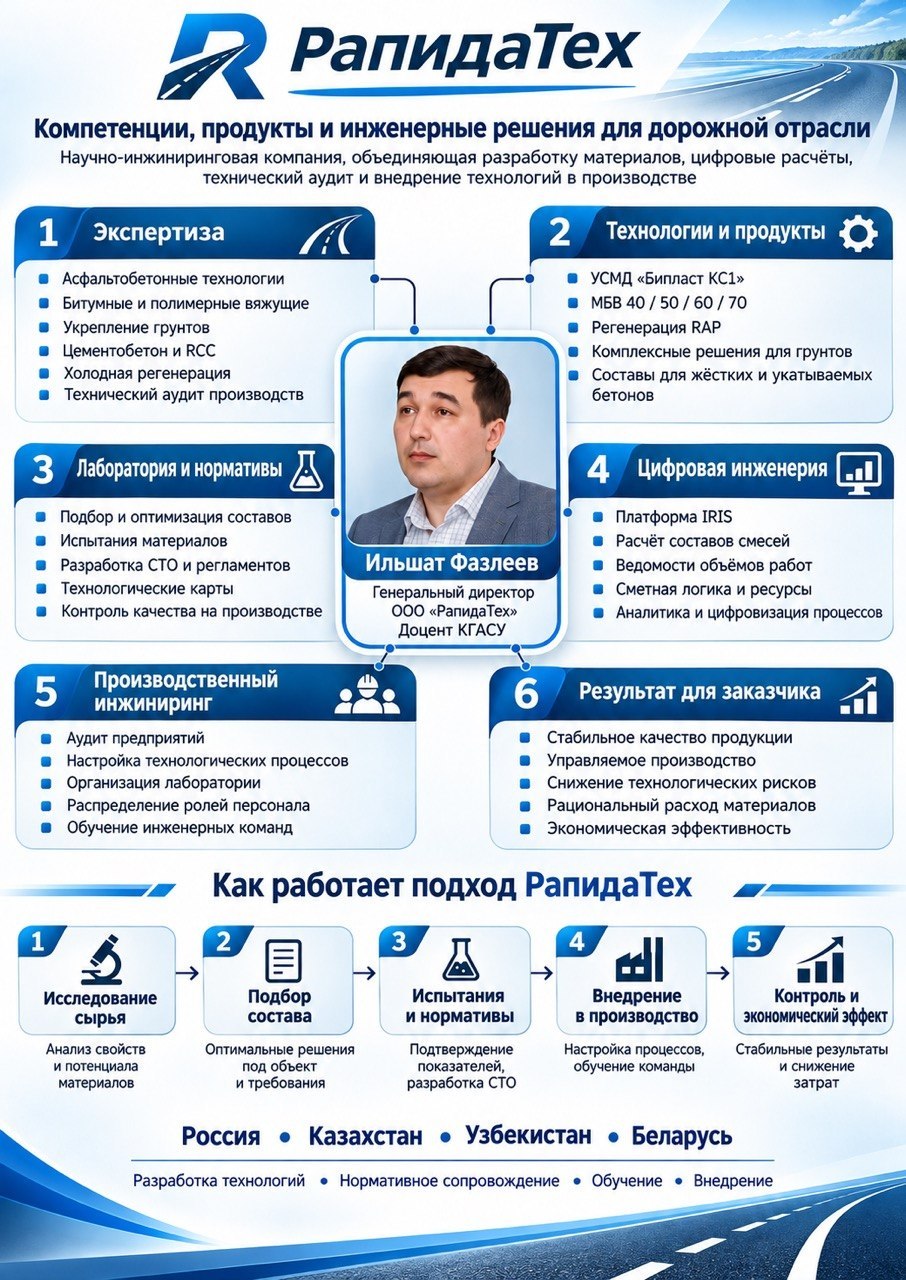 РапидаТех
Компетенции, продукты и инженерные решения для дорожной отрасли
Научно-инжиниринговая компания, объединяющая разработку материалов, цифровые расчёты,
технический аудит и внедрение технологий в производстве
1 Экспертиза
Асфальтобетонные технологии
Битумные и полимерные вяжущие
Укрепление грунтов
Цементобетон и RCC
Холодная регенерация
Технический аудит производств
2 Технологии и продукты
УСМД «Бипласт КС1»
МБВ 40 / 50 / 60 / 70
Регенерация RAP
Комплексные решения для грунтов
Составы для жёстких и укатываемых
бетонов
3 Лаборатория и нормативы
Подбор и оптимизация составов
Испытания материалов
Разработка СТО и регламентов
Технологические карты
Контроль качества на производстве
Ильшат Фазлеев
Генеральный директор
ООО «РапидаТех»
Доцент КГАСУ
4 Цифровая инженерия
Платформа IRIS
Расчёт составов смесей
Ведомости объёмов работ
Сметная логика и ресурсы
Аналитика и цифровизация процессов
5 Производственный
инжиниринг
Аудит предприятий
Настройка технологических процессов
Организация лаборатории
Распределение ролей персонала
Обучение инженерных команд
6 Результат для заказчика
Стабильное качество продукции
Управляемое производство
Снижение технологических рисков
Рациональный расход материалов
Экономическая эффективность
Как работает подход РапидаТех
1
Исследование
сырья
Анализ свойств
и потенциала
материалов
2
Подбор
состава
Оптимальные решения
под объект
и требования
3
Испытания
и нормативы
Подтверждение
показателей,
разработка СТО
4
Внедрение
в производство
Настройка процессов,
обучение команды
5
Контроль и
экономический эффект
Стабильные результаты
и снижение
затрат
Россия • Казахстан • Узбекистан • Беларусь
Разработка технологий • Нормативное сопровождение • Обучение • Внедрение